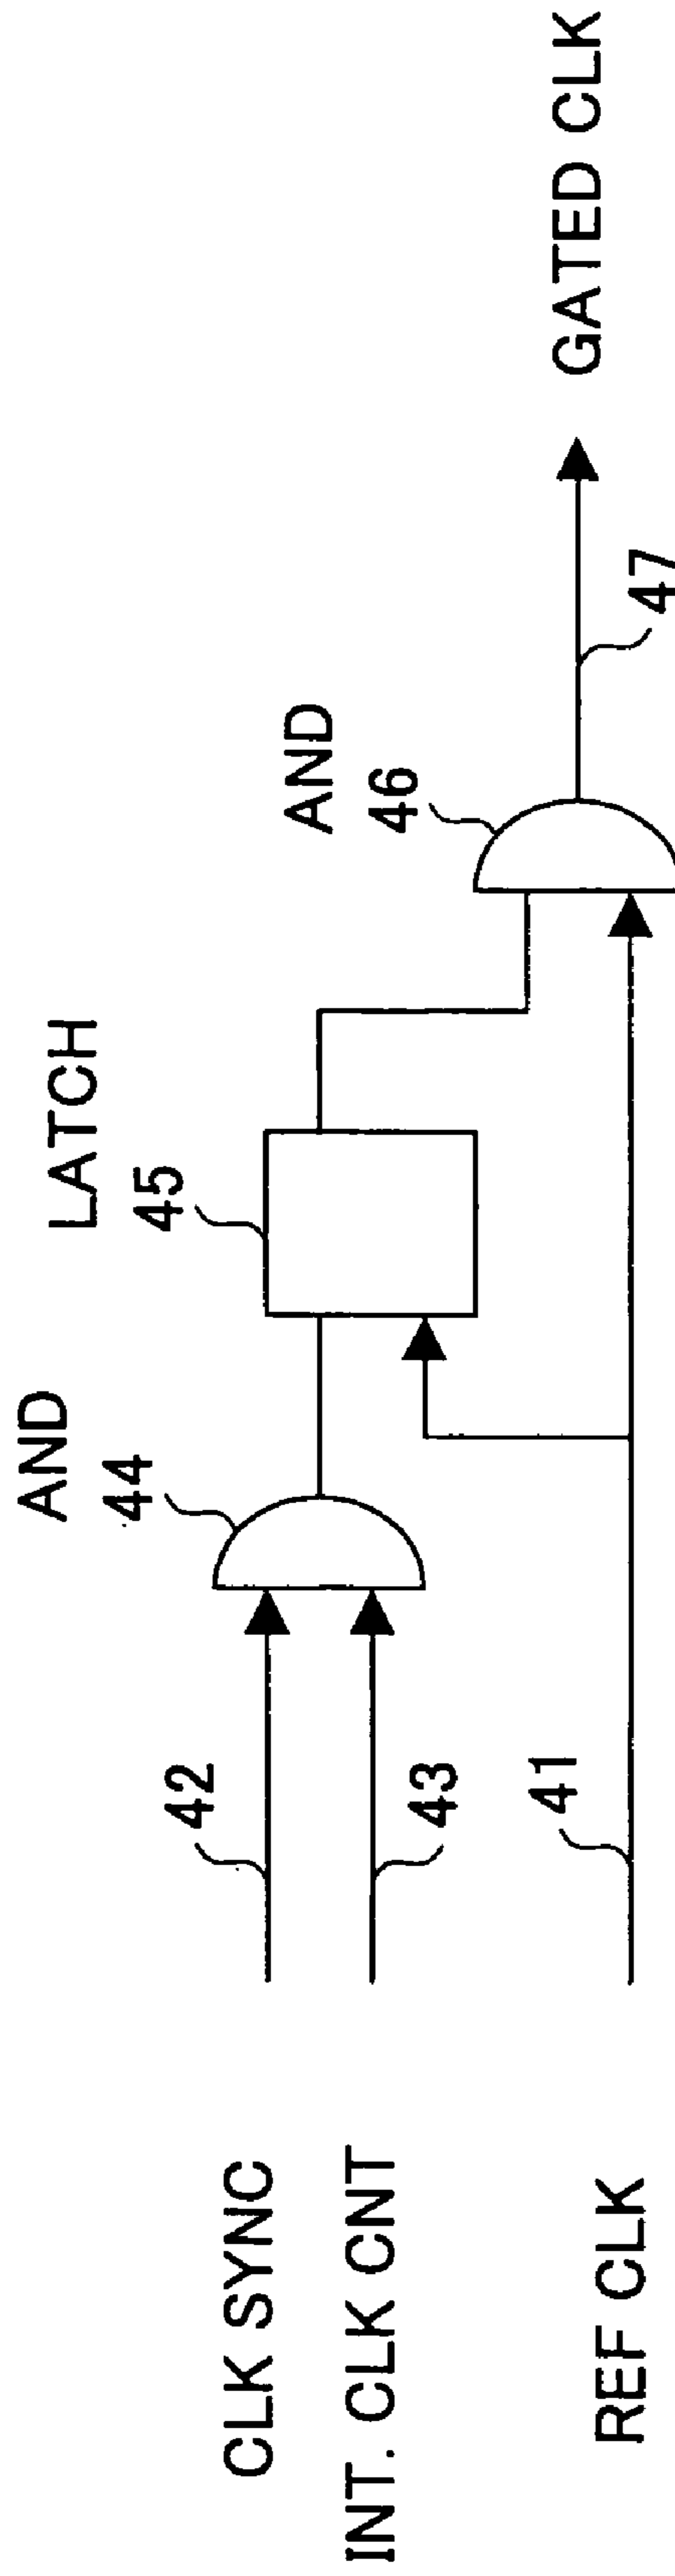 CLK SYNC
INT. CLK CNT
REF CLK
42
43
41
AND
44
LATCH
45
AND
46
47
GATED CLK